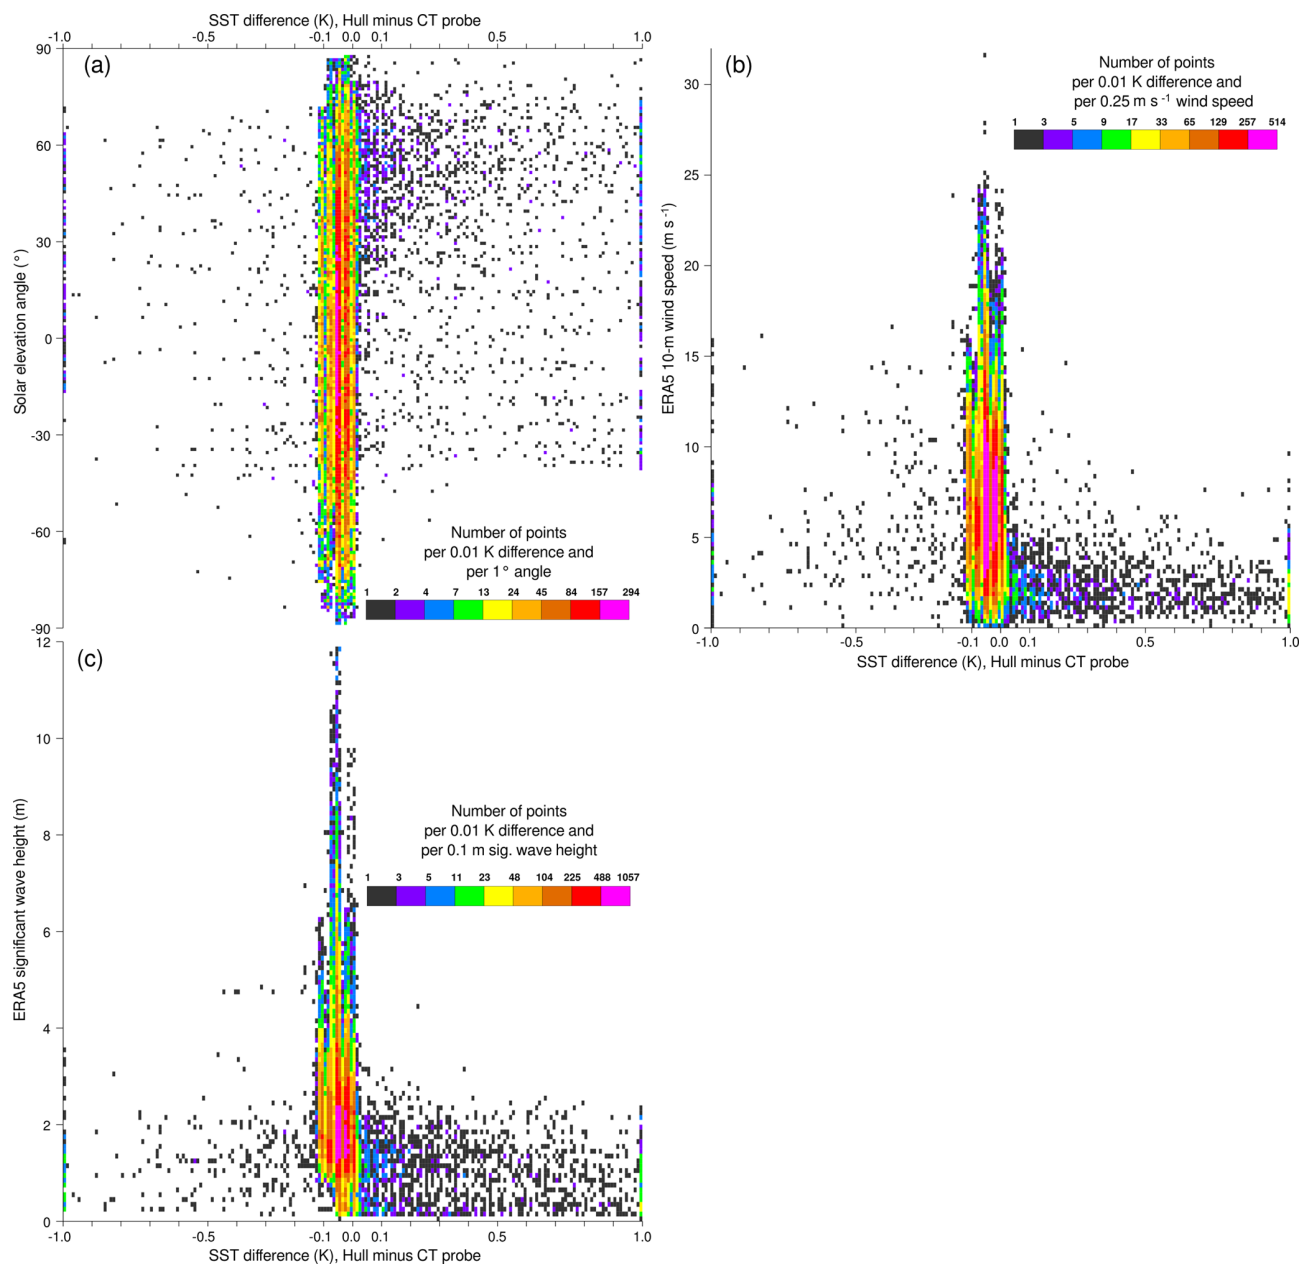 SST difference (K), Hull minus CT probe
-1.0 -0.5 -0.1 0.0 0.1 0.5 1.0
(a)
90
60
30
0
-30
-60
-90
Solar elevation angle (°)
Number of points
per 0.01 K difference and
per 1° angle
1 2 4 7 13 24 45 84 157 294
(b)
30
25
20
15
10
5
0
ERA5 10-m wind speed (m s -1)
Number of points
per 0.01 K difference and
per 0.25 m s -1 wind speed
1 3 5 9 17 33 65 129 257 514
-1.0 -0.5 -0.1 0.0 0.1 0.5 1.0
SST difference (K), Hull minus CT probe
(c)
12
10
8
6
4
2
0
ERA5 significant wave height (m)
Number of points
per 0.01 K difference and
per 0.1 m sig. wave height
1 3 5 11 23 48 104 225 488 1057
-1.0 -0.5 -0.1 0.0 0.1 0.5 1.0
SST difference (K), Hull minus CT probe